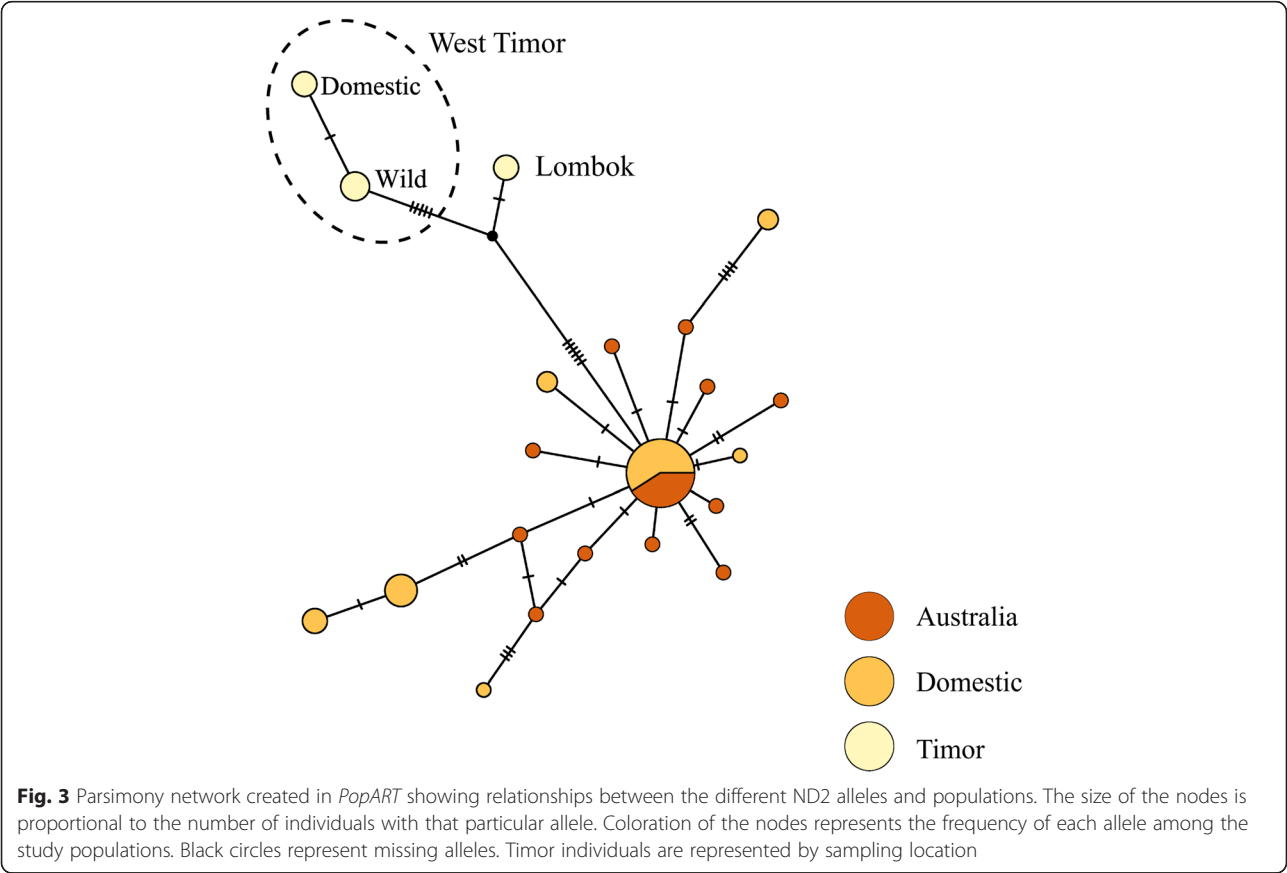 West Timor
Domestic
Wild
Lombok
Australia
Domestic
Timor
Fig. 3 Parsimony network created in PopART showing relationships between the different ND2 alleles and populations. The size of the nodes is
proportional to the number of individuals with that particular allele. Coloration of the nodes represents the frequency of each allele among the
study populations. Black circles represent missing alleles. Timor individuals are represented by sampling location